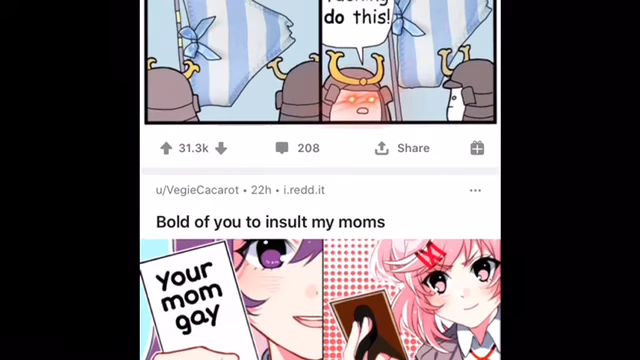 do this!
31.3k
208
Share
u/VegieCacarot • 22h • i.redd.it
Bold of you to insult my moms
your
mom
gay